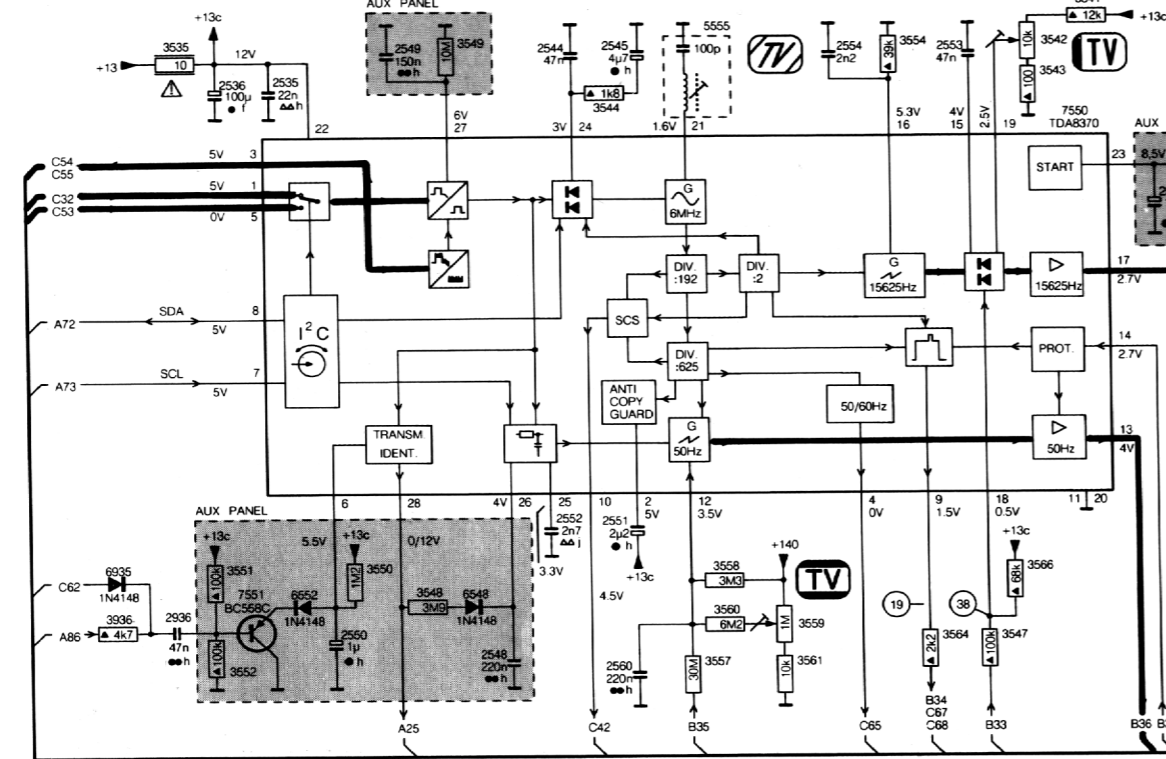 AUX PANEL
+13c
3535
+13
10
12V
2536
100µ
f
2535
22n
h
22
2549
150n
h
3549
10M
6V
27
2544
47n
2545
4µ7
h
1k8
3544
3V 24
5555
100p
1.6V 21
TV
2554
2n2
39k
3554
5.3V
16
2553
47n
4V
15
2.5V
19
12k
+13c
10k
3542
100
3543
TV
7550
TDA8370
AUX
C54
C55
5V 3
C32
5V 1
C53
0V 5
G
6MHz
START
23
8,5V
DIV.
:192
DIV.
:2
G
15625Hz
15625Hz
17
2.7V
A72
SDA
8
5V
I²C
SCS
DIV.
:625
PROT.
14
2.7V
A73
SCL
7
5V
ANTI
COPY
GUARD
50/60Hz
TRANSM
IDENT.
G
50Hz
50Hz
13
4V
6
28
4V 26
25
10
2
5V
12
3.5V
4
0V
9
1.5V
18
0.5V
11 20
AUX PANEL
+13c
5.5V
+13c
0/12V
2552
2n7
j
3.3V
2551
2µ2
h
+13c
4.5V
+140
TV
+13c
68k
3566
C62
6935
1N4148
3551
100k
7551
BC558C
6552
1N4148
1M2
3550
3548
3M9
6548
1N4148
3558
3M3
3560
6M2
1M
3559
19
38
A86
3936
4k7
2936
47n
h
100k
3552
2550
1µ
h
2548
220n
h
2560
220n
h
30M
3557
10k
3561
2k2
3564
100k
3547
A25
C42
B35
C65
B34
C67
C68
B33
B36